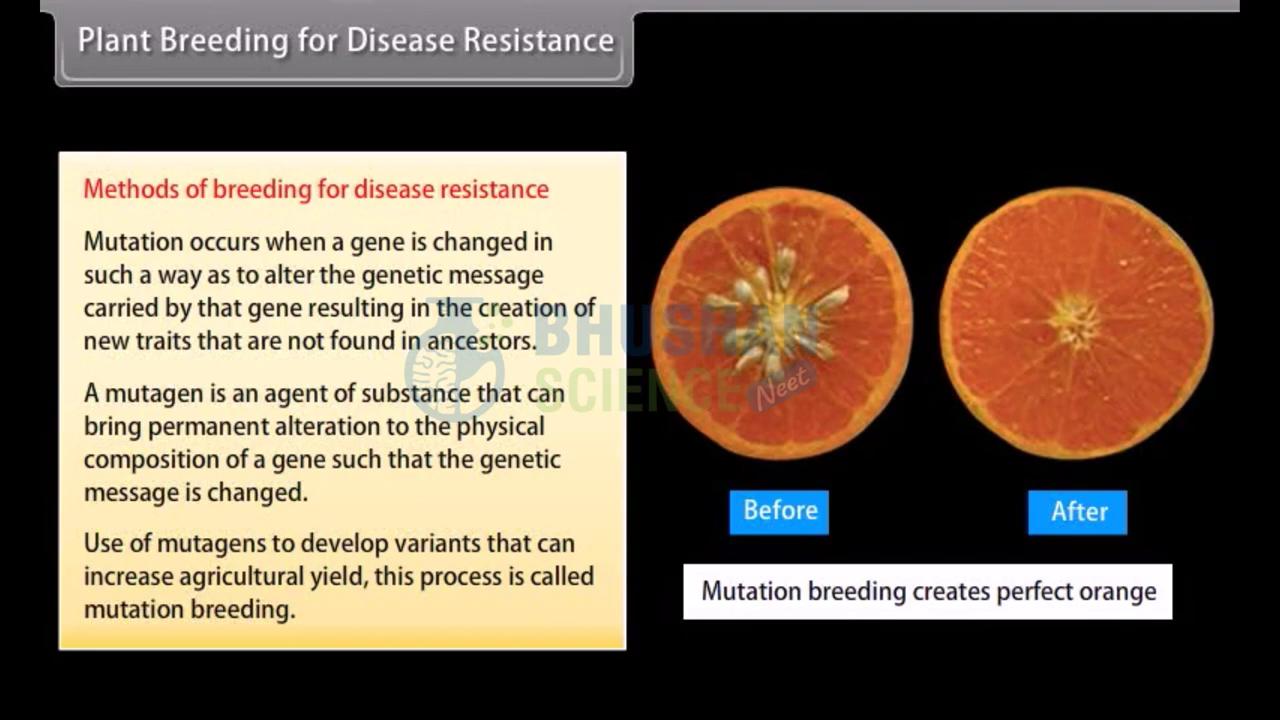 Plant Breeding for Disease Resistance
Methods of breeding for disease resistance
Mutation occurs when a gene is changed in
such a way as to alter the genetic message
carried by that gene resulting in the creation of
new traits that are not found in ancestors.
A mutagen is an agent of substance that can
bring permanent alteration to the physical
composition of a gene such that the genetic
message is changed.
Use of mutagens to develop variants that can
increase agricultural yield, this process is called
mutation breeding.
BHUSHAN
SCIENCE
Neet
Before
After
Mutation breeding creates perfect orange